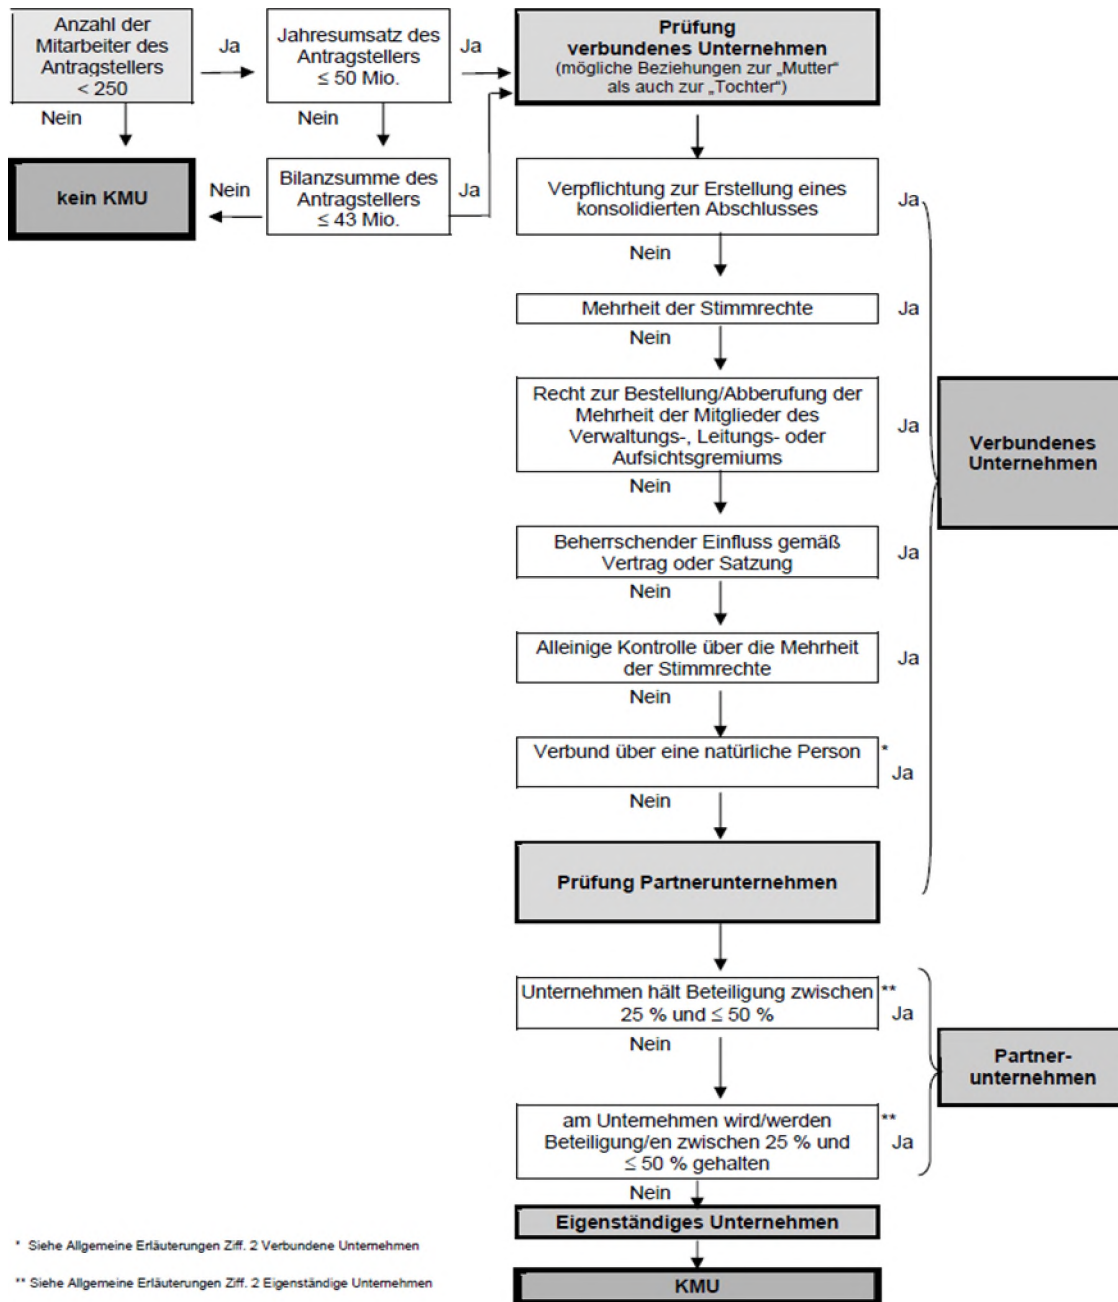 Anzahl der
Mitarbeiter des
Antragstellers
< 250
Ja
Jahresumsatz des
Antragstellers
≤ 50 Mio.
Ja
Prüfung
verbundenes Unternehmen
(mögliche Beziehungen zur „Mutter“
als auch zur „Tochter“)
Nein
Nein
kein KMU
Nein
Bilanzsumme des
Antragstellers
≤ 43 Mio.
Ja
Verpflichtung zur Erstellung eines
konsolidierten Abschlusses
Ja
Nein
Mehrheit der Stimmrechte
Ja
Nein
Recht zur Bestellung/Abberufung der
Mehrheit der Mitglieder des
Verwaltungs-, Leitungs- oder
Aufsichtsgremiums
Ja
Verbundenes
Unternehmen
Nein
Beherrschender Einfluss gemäß
Vertrag oder Satzung
Ja
Nein
Alleinige Kontrolle über die Mehrheit
der Stimmrechte
Ja
Nein
Verbund über eine natürliche Person
*
Ja
Nein
Prüfung Partnerunternehmen
Unternehmen hält Beteiligung zwischen
25 % und ≤ 50 %
**
Ja
Nein
Partner-
unternehmen
am Unternehmen wird/werden
Beteiligung/en zwischen 25 % und
≤ 50 % gehalten
**
Ja
Nein
Eigenständiges Unternehmen
* Siehe Allgemeine Erläuterungen Ziff. 2 Verbundene Unternehmen
** Siehe Allgemeine Erläuterungen Ziff. 2 Eigenständige Unternehmen
KMU